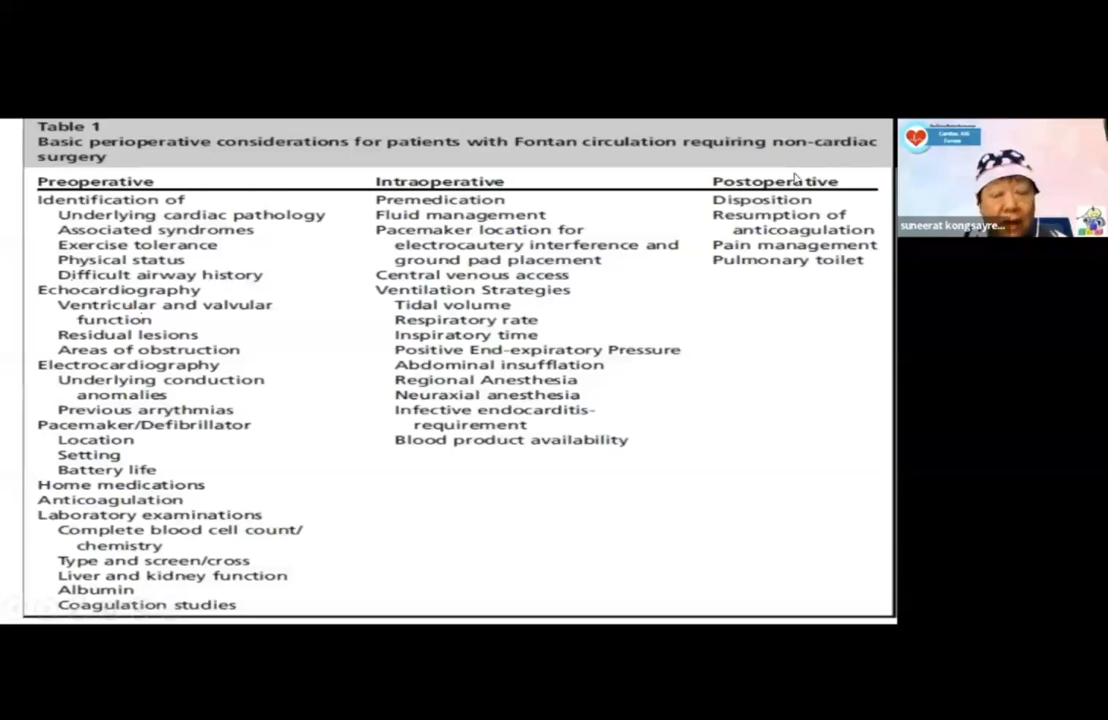 Table 1
Basic perioperative considerations for patients with Fontan circulation requiring non-cardiac
surgery
Preoperative
Identification of
Underlying cardiac pathology
Associated syndromes
Exercise tolerance
Physical status
Difficult airway history
Echocardiography
Ventricular and valvular
function
Residual lesions
Areas of obstruction
Electrocardiography
Underlying conduction
anomalies
Previous arrythmias
Pacemaker/Defibrillator
Location
Setting
Battery life
Home medications
Anticoagulation
Laboratory examinations
Complete blood cell count/
chemistry
Type and screen/cross
Liver and kidney function
Albumin
Coagulation studies
Intraoperative
Premedication
Fluid management
Pacemaker location for
electrocautery interference and
ground pad placement
Central venous access
Ventilation Strategies
Tidal volume
Respiratory rate
Inspiratory time
Positive End-expiratory Pressure
Abdominal insufflation
Regional Anesthesia
Neuraxial anesthesia
Infective endocarditis-
requirement
Blood product availability
Postoperative
Disposition
Resumption of
anticoagulation
Pain management
Pulmonary toilet
suneerat kongsayre...